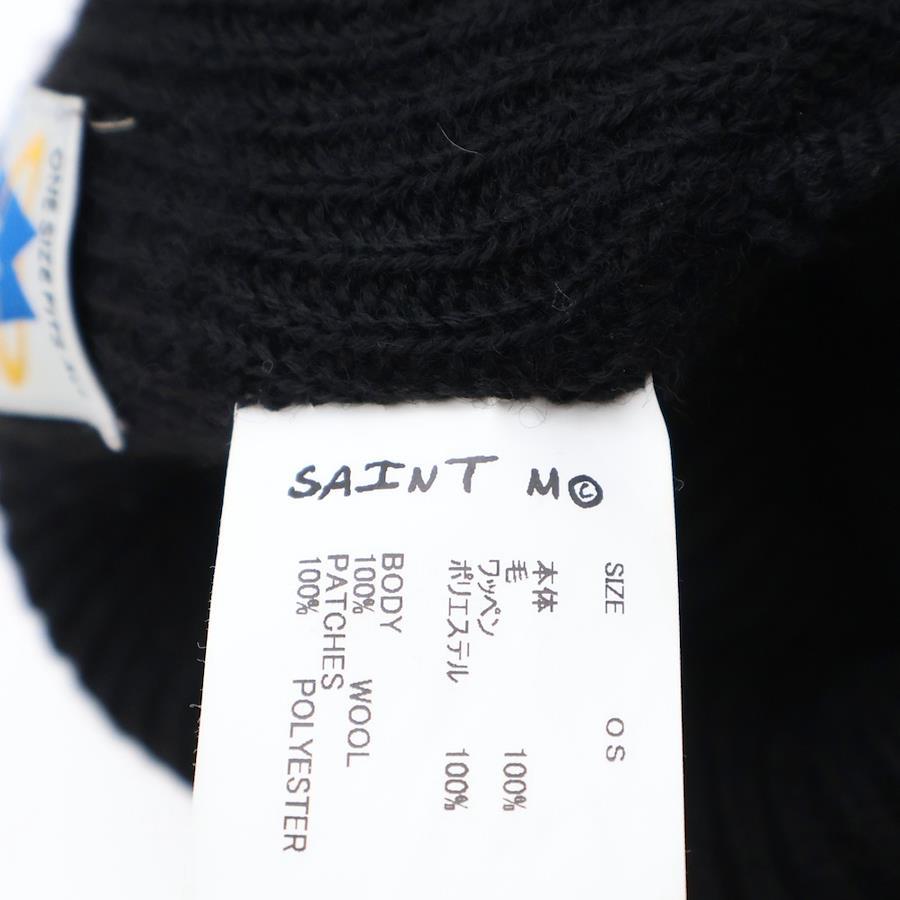 SAINT M©
SIZE OS
本体
毛 100%
ワッペン
ポリエステル 100%
BODY
100% WOOL
PATCHES
100% POLYESTER
ONE SIZE FITS